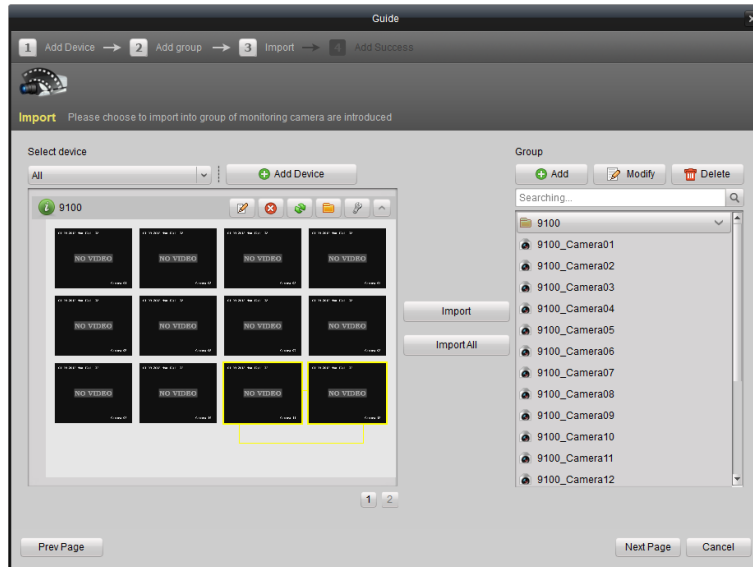 Guide
1 Add Device 2 Add group 3 Import 4 Add Success
Import Please choose to import into group of monitoring camera are introduced
Select device
Group
All
Add Device
Add
Modify
Delete
Searching...
9100
NO VIDEO NO VIDEO NO VIDEO NO VIDEO
NO VIDEO NO VIDEO NO VIDEO NO VIDEO
NO VIDEO NO VIDEO NO VIDEO NO VIDEO
Import
Import All
9100
9100_Camera01
9100_Camera02
9100_Camera03
9100_Camera04
9100_Camera05
9100_Camera06
9100_Camera07
9100_Camera08
9100_Camera09
9100_Camera10
9100_Camera11
9100_Camera12
1 2
Prev Page
Next Page
Cancel